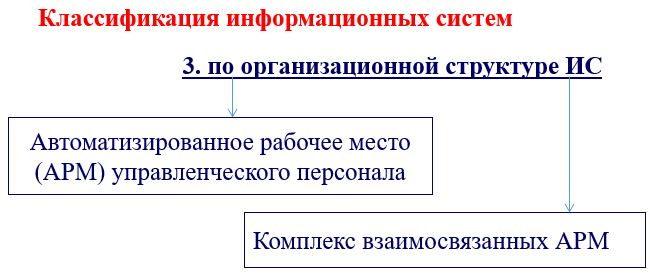 Классификация информационных систем
3. по организационной структуре ИС
Автоматизированное рабочее место
(АРМ) управленческого персонала
Комплекс взаимосвязанных АРМ